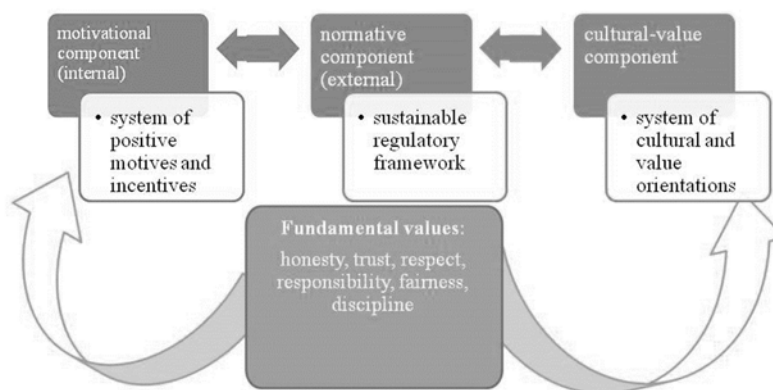 motivational
component
(internal)
• system of
positive
motives and
incentives
normative
component
(external)
• sustainable
regulatory
framework
cultural-value
component
• system of
cultural and
value
orientations
Fundamental values:
honesty, trust, respect,
responsibility, fairness,
discipline